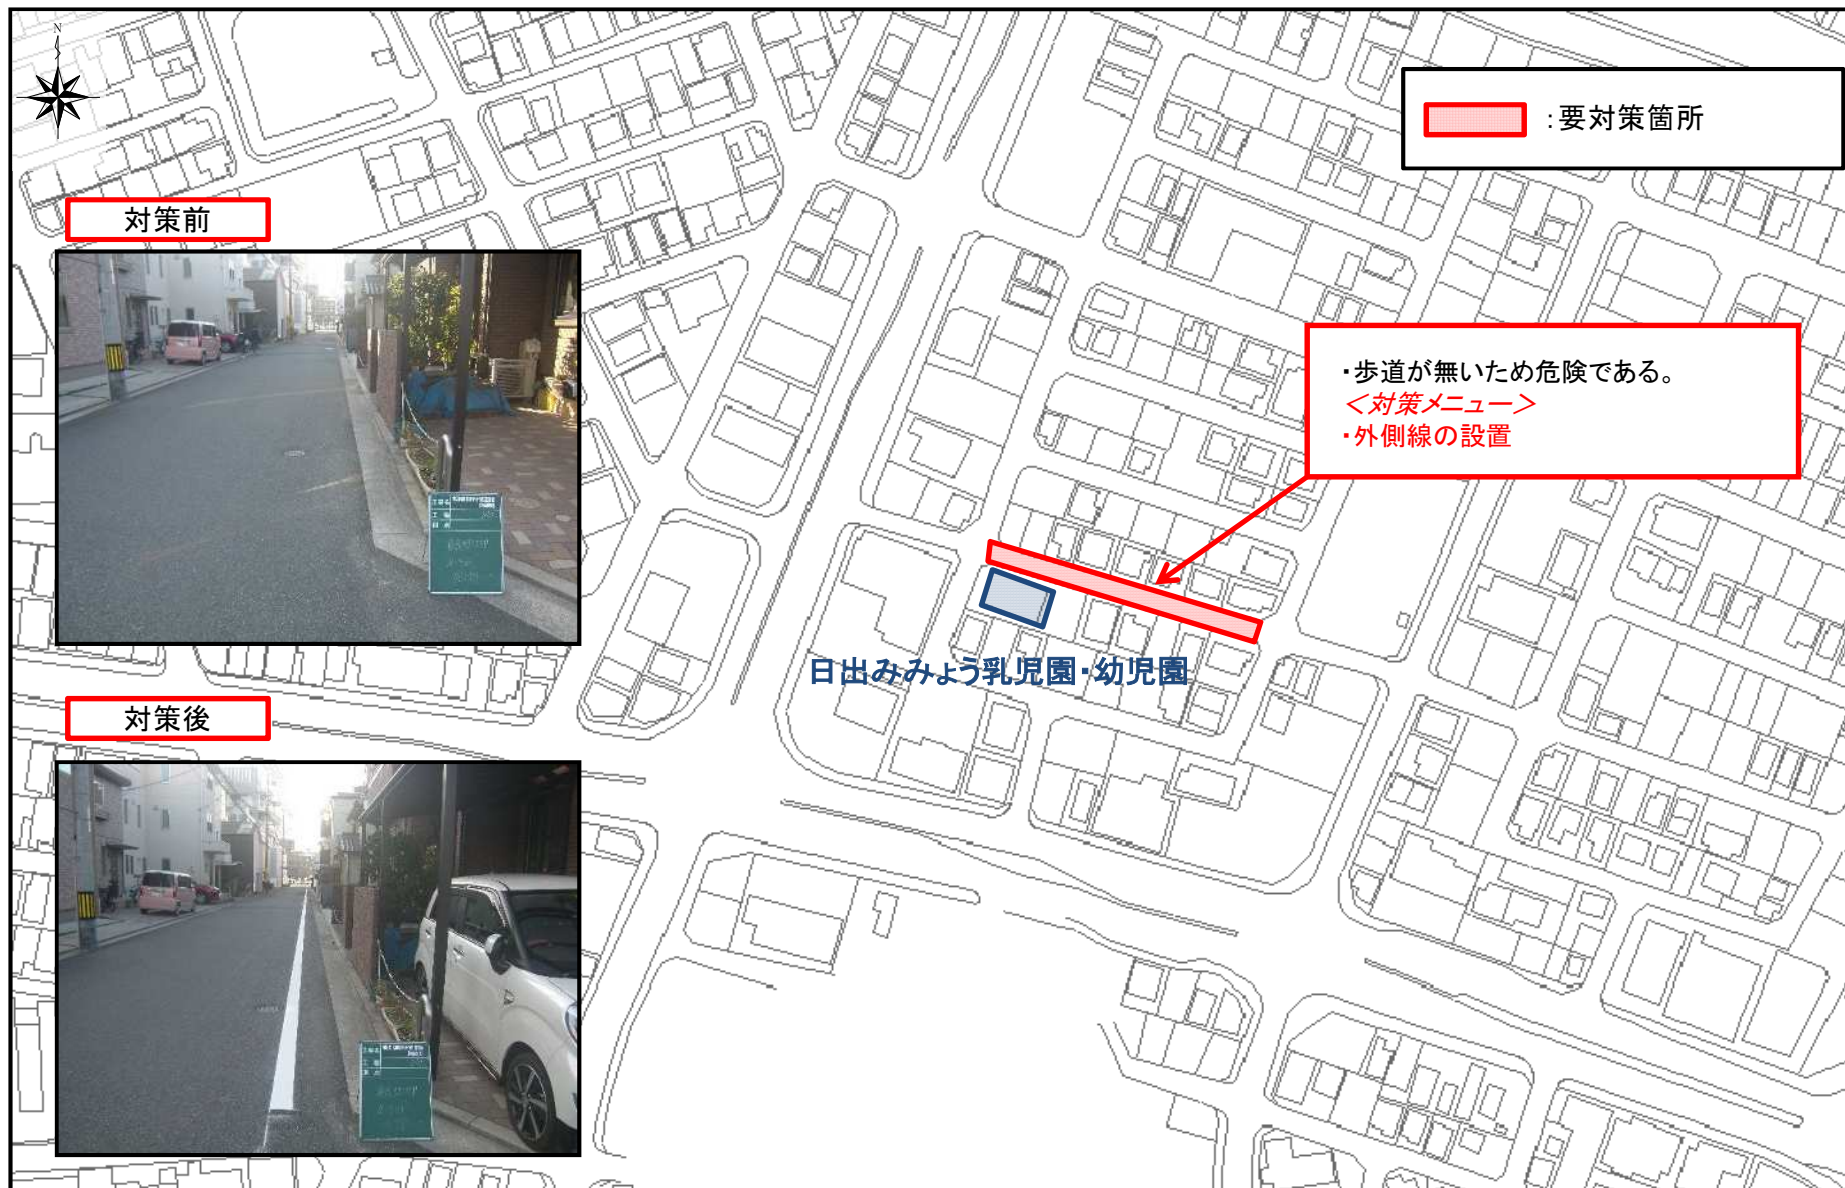 N
:要対策箇所
対策前
・歩道が無いため危険である。
<対策メニュー>
・外側線の設置
日出みみょう乳児園・幼児園
対策後